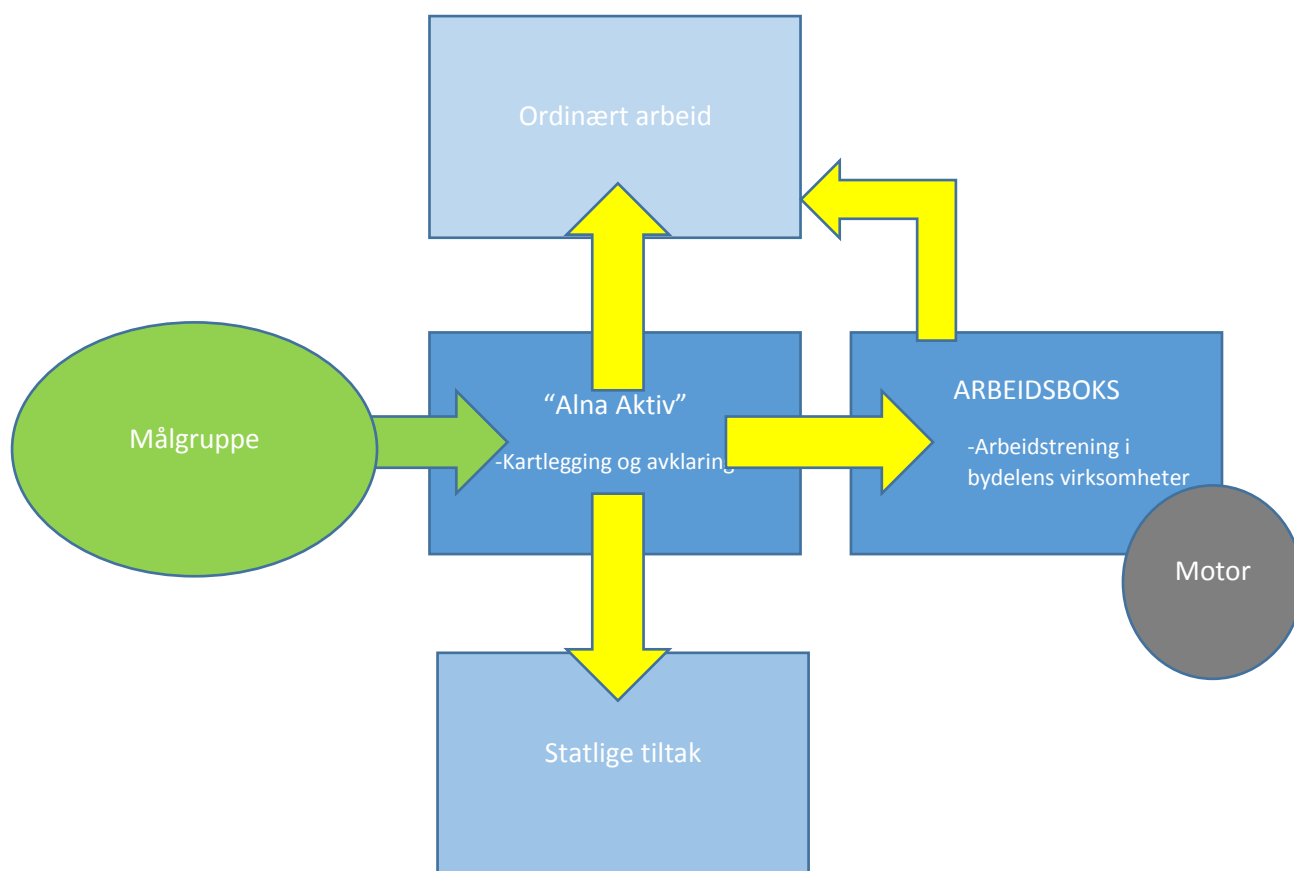 Ordinært arbeid
Målgruppe
“Alna Aktiv”
-Kartlegging og avklaring
ARBEIDSBOKS
-Arbeidstrening i
bydelens virksomheter
Motor
Statlige tiltak